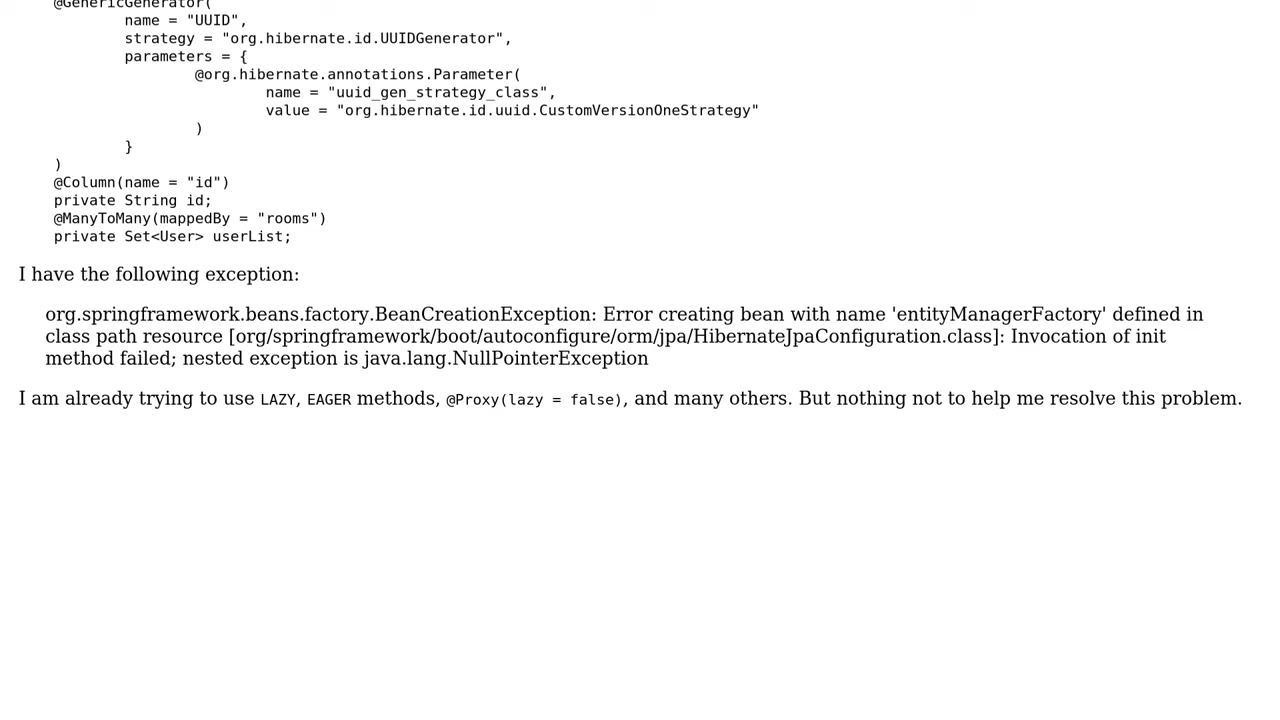 @GenericGenerator(
name = "UUID",
strategy = "org.hibernate.id.UUIDGenerator",
parameters = {
@org.hibernate.annotations.Parameter(
name = "uuid_gen_strategy_class",
value = "org.hibernate.id.uuid.CustomVersionOneStrategy"
)
}
)
@Column(name = "id")
private String id;
@ManyToMany(mappedBy = "rooms")
private Set<User> userList;
I have the following exception:
org.springframework.beans.factory.BeanCreationException: Error creating bean with name 'entityManagerFactory' defined in
class path resource [org/springframework/boot/autoconfigure/orm/jpa/HibernateJpaConfiguration.class]: Invocation of init
method failed; nested exception is java.lang.NullPointerException
I am already trying to use LAZY, EAGER methods, @Proxy(lazy = false), and many others. But nothing not to help me resolve this problem.